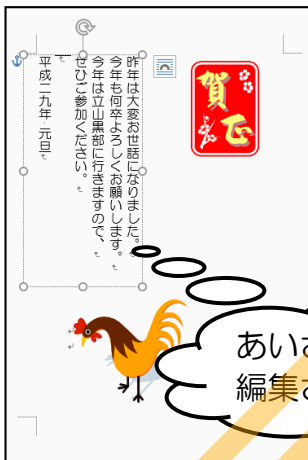 賀正
昨年は大変お世話になりました。
今年も何卒よろしくお願いします。
今年は立山黒部に行きますので、
ぜひご参加ください。
平成二九年 元旦
あい
編集